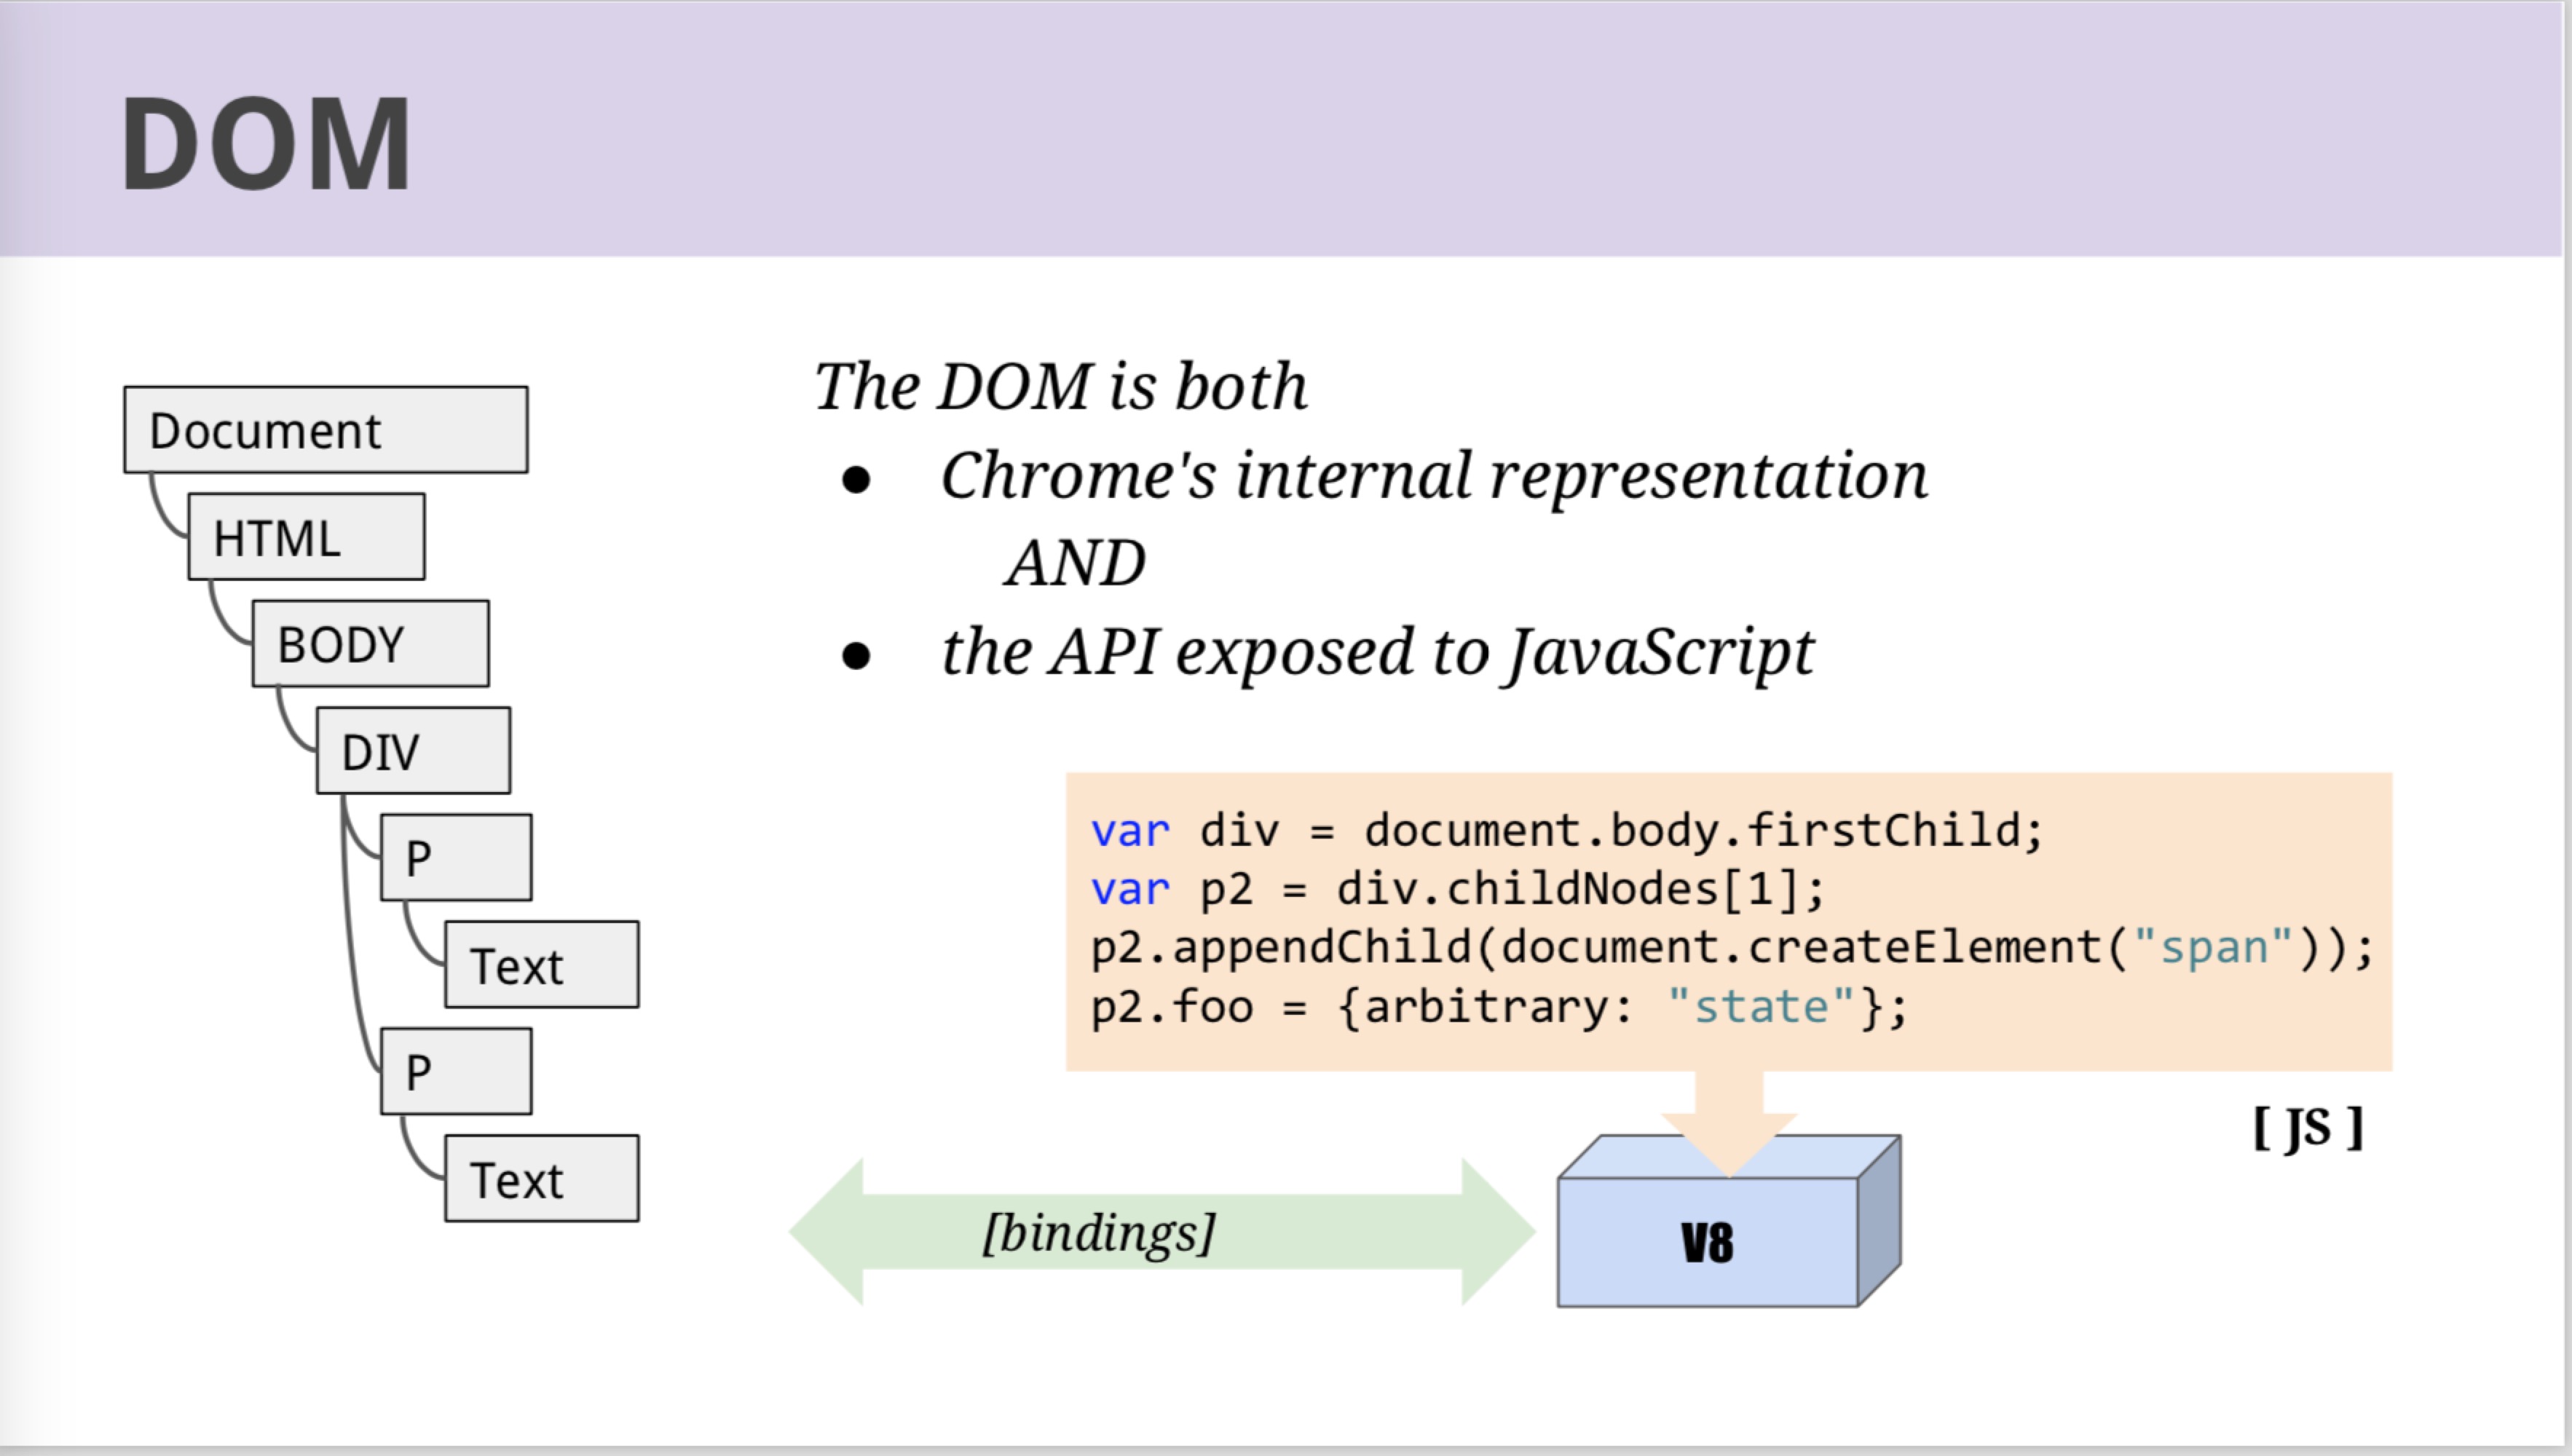 DOM
Document
HTML
BODY
DIV
P
Text
P
Text
The DOM is both
● Chrome's internal representation
AND
● the API exposed to JavaScript
var div = document.body.firstChild;
var p2 = div.childNodes[1];
p2.appendChild(document.createElement("span"));
p2.foo = {arbitrary: "state"};
[ JS ]
[bindings]
V8